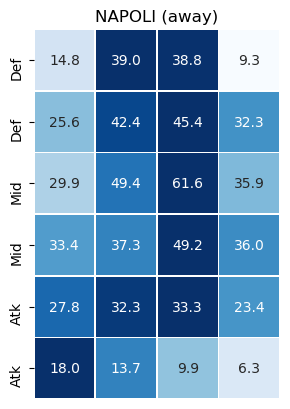 NAPOLI (away)
Def 14.8 39.0 38.8 9.3
Def 25.6 42.4 45.4 32.3
Mid 29.9 49.4 61.6 35.9
Mid 33.4 37.3 49.2 36.0
Atk 27.8 32.3 33.3 23.4
Atk 18.0 13.7 9.9 6.3